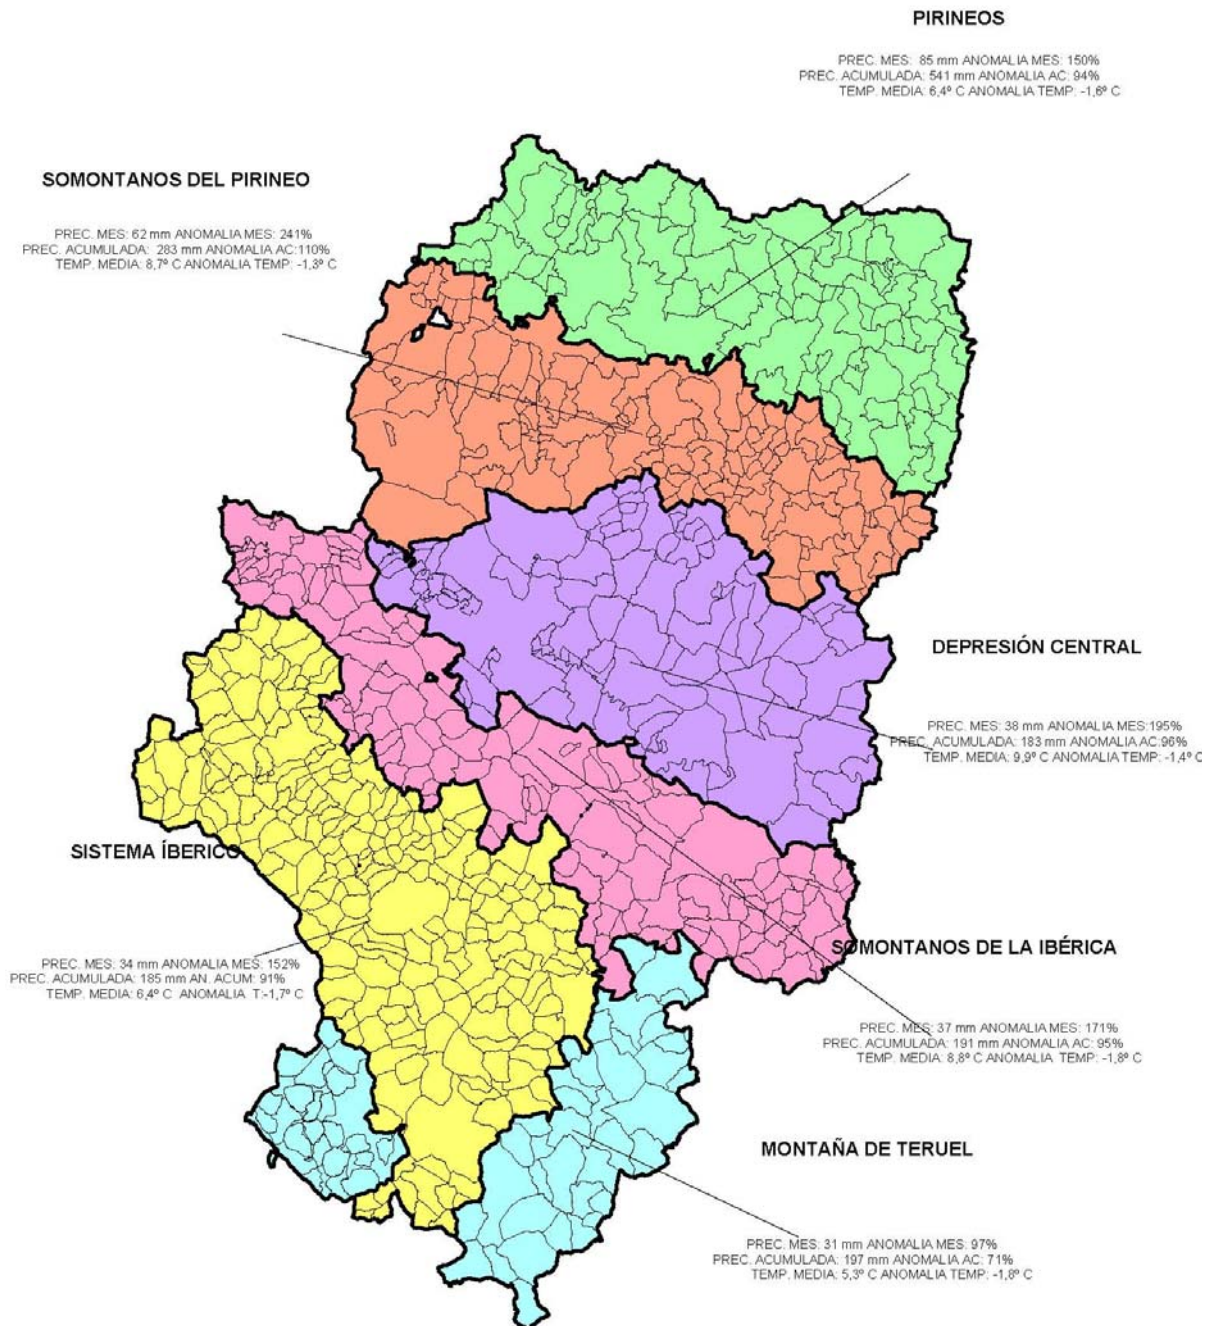 PIRINEOS
PREC. MES: 85 mm ANOMALIA MES: 150%
PREC. ACUMULADA: 541 mm ANOMALIA AC: 94%
TEMP. MEDIA: 6,4º C ANOMALIA TEMP: -1,6º C
SOMONTANOS DEL PIRINEO
PREC. MES: 62 mm ANOMALIA MES: 241%
PREC. ACUMULADA: 283 mm ANOMALIA AC:110%
TEMP. MEDIA: 8,7º C ANOMALIA TEMP: -1,3º C
DEPRESIÓN CENTRAL
PREC. MES: 38 mm ANOMALIA MES:195%
PREC. ACUMULADA: 183 mm ANOMALIA AC:96%
TEMP. MEDIA: 9,9º C ANOMALIA TEMP: -1,4º C
SISTEMA ÍBERICO
PREC. MES: 34 mm ANOMALIA MES: 152%
PREC. ACUMULADA: 185 mm AN. ACUM: 91%
TEMP. MEDIA: 6,4º C ANOMALIA T:-1,7º C
SOMONTANOS DE LA IBÉRICA
PREC. MES: 37 mm ANOMALIA MES: 171%
PREC. ACUMULADA: 191 mm ANOMALIA AC: 95%
TEMP. MEDIA: 8,8º C ANOMALIA TEMP: -1,8º C
MONTAÑA DE TERUEL
PREC. MES: 31 mm ANOMALIA MES: 97%
PREC. ACUMULADA: 197 mm ANOMALIA AC: 71%
TEMP. MEDIA: 5,3º C ANOMALIA TEMP: -1,8º C